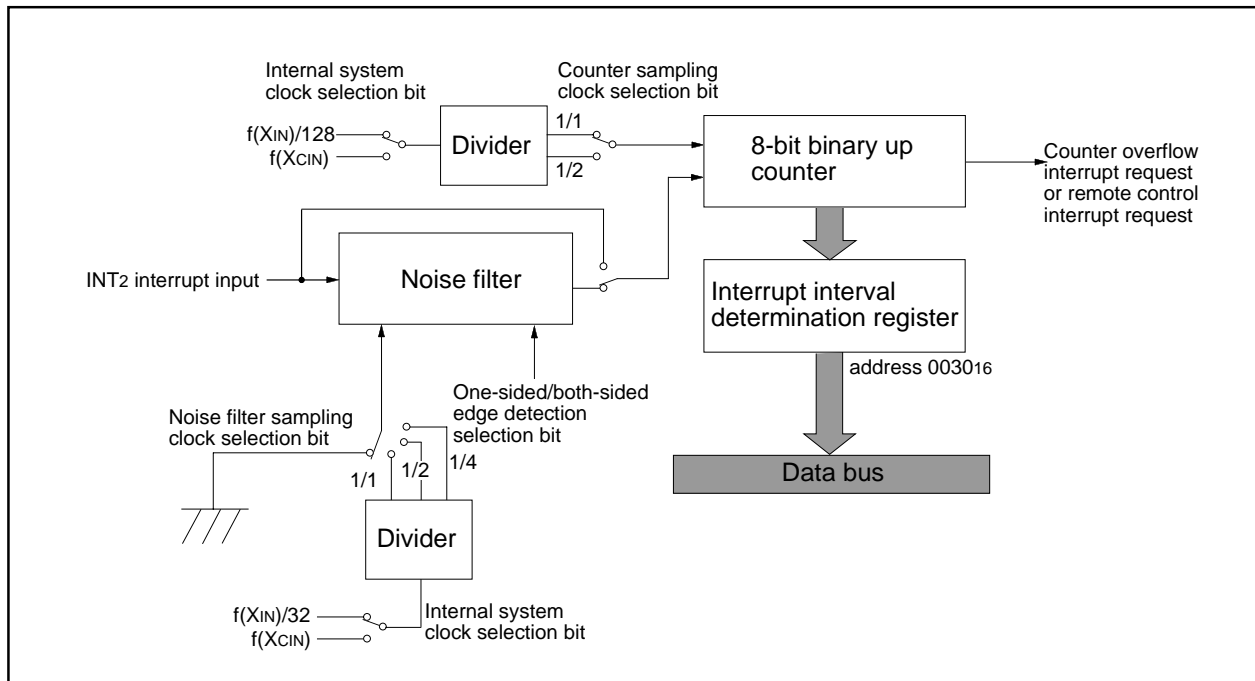 Internal system
clock selection bit
Counter sampling
clock selection bit
f(XIN)/128
f(XCIN)
Divider
1/1
1/2
8-bit binary up
counter
Counter overflow
interrupt request
or remote control
interrupt request
INT2 interrupt input
Noise filter
Interrupt interval
determination register
address 003016
One-sided/both-sided
edge detection
selection bit
Noise filter sampling
clock selection bit
1/1
1/2
1/4
Data bus
Divider
f(XIN)/32
f(XCIN)
Internal system
clock selection bit